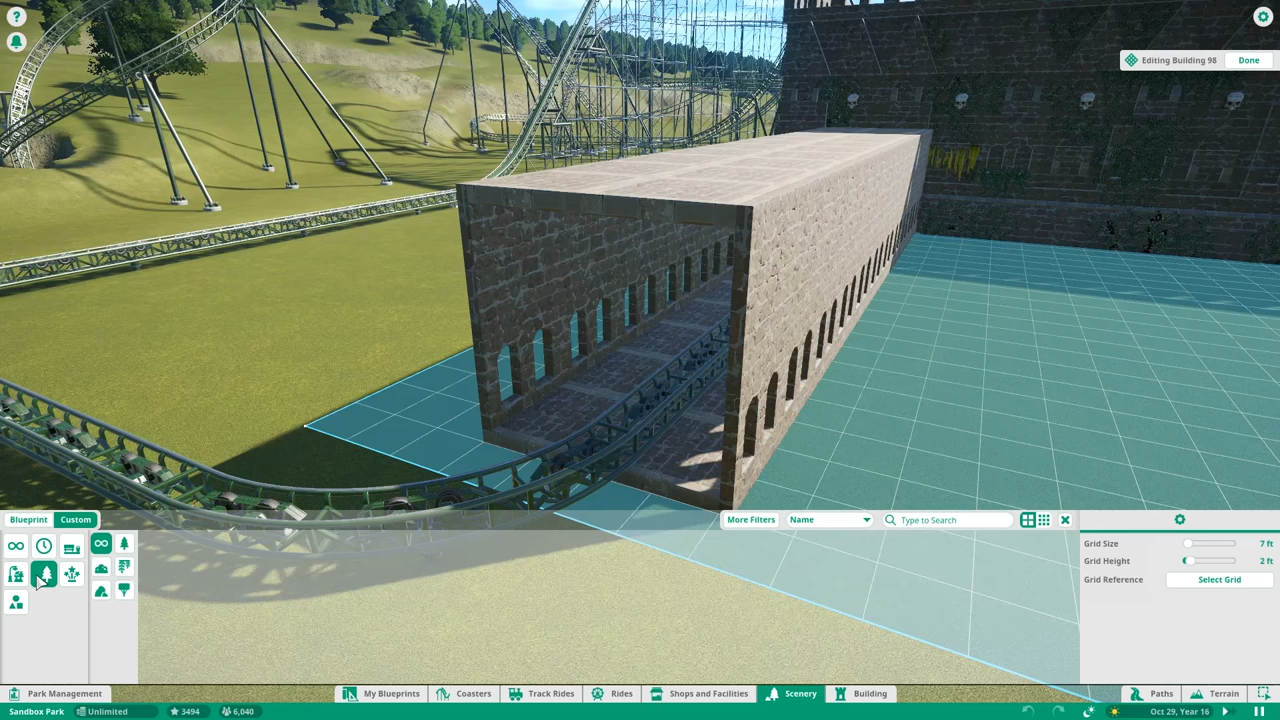 ?
Editing Building 98 Done
Blueprint Custom
More Filters Name Type to Search
Grid Size 7 ft
Grid Height 2 ft
Grid Reference Select Grid
Park Management My Blueprints Coasters Track Rides Rides Shops and Facilities Scenery Building Paths Terrain
Sandbox Park Unlimited 3494 6,040 Oct 29, Year 16